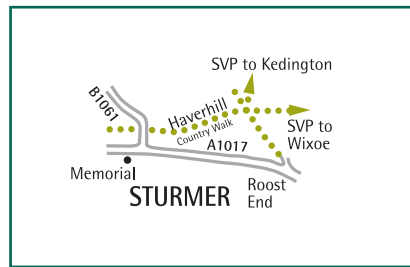 SVP to Kedington
B1061
Haverhill
Country Walk
SVP to
Wixoe
A1017
Memorial
STURMER
Roost
End